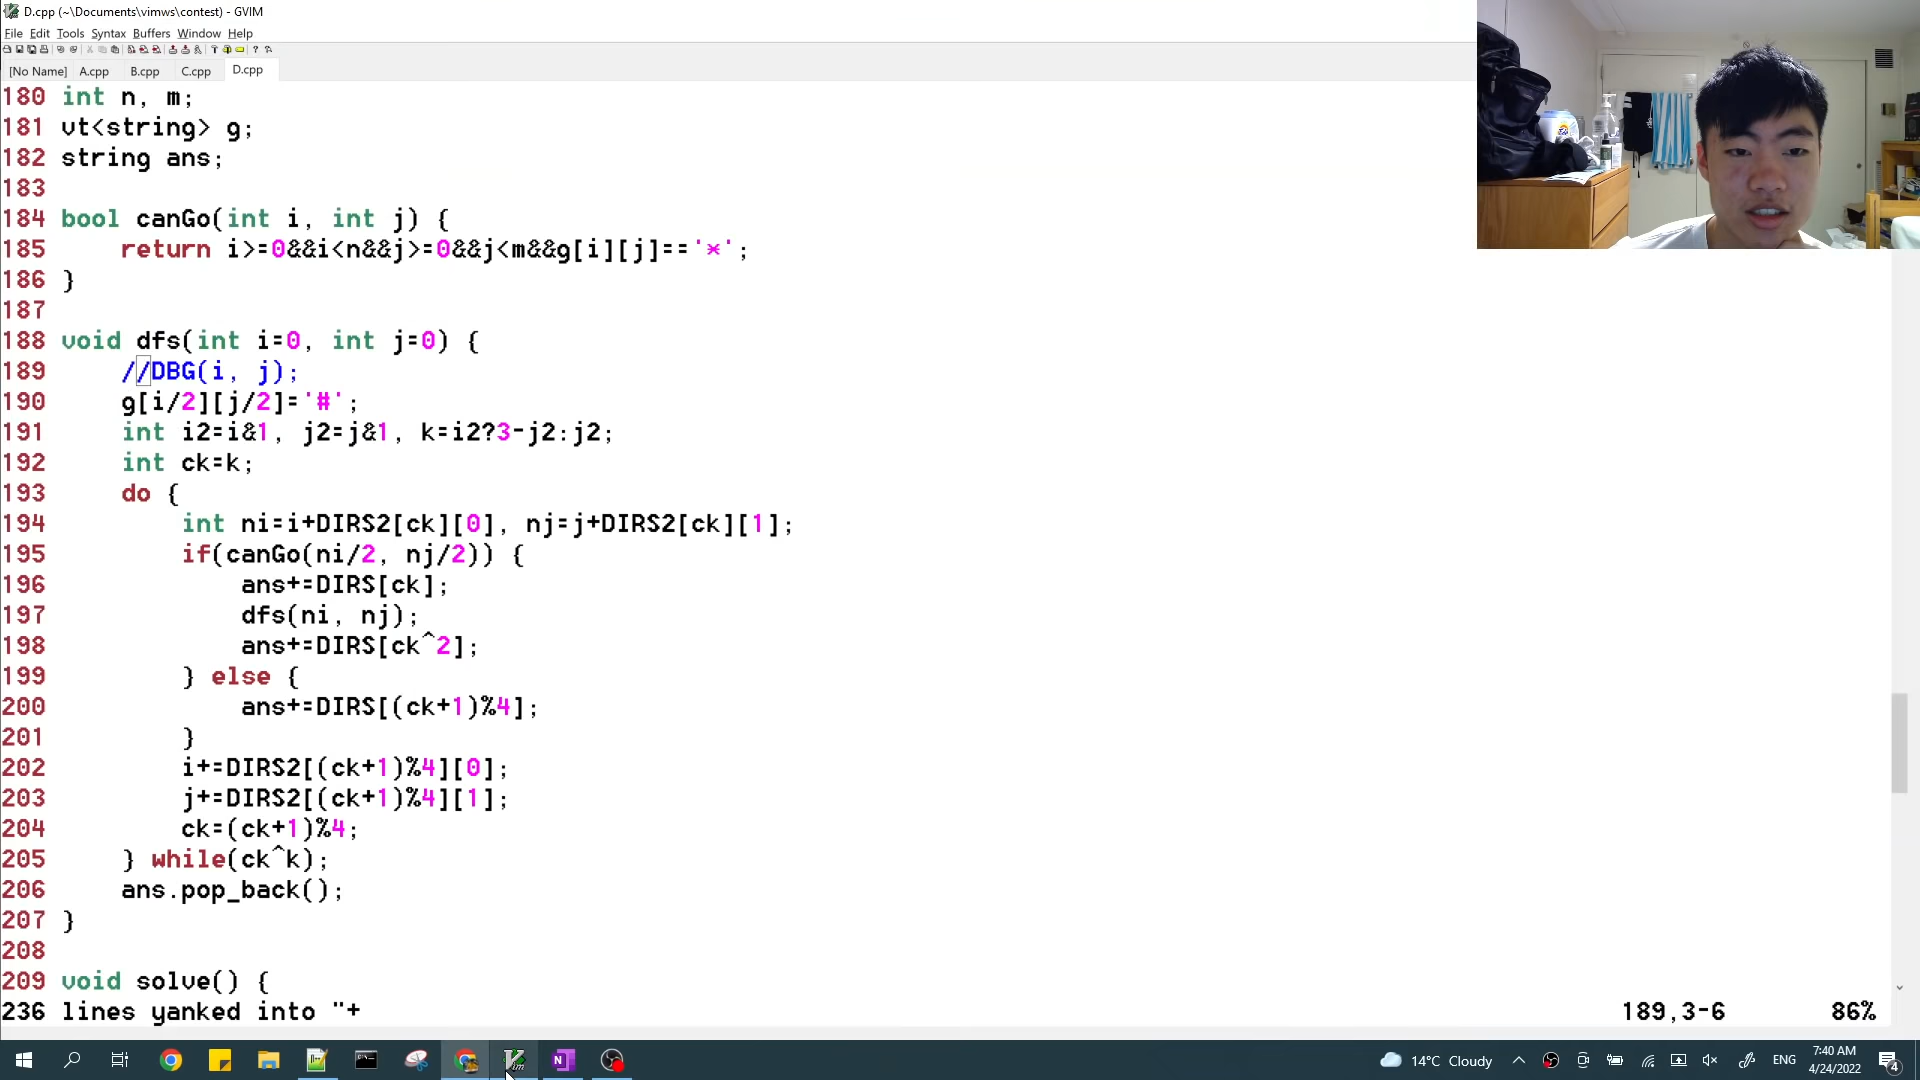 D.cpp (~\Documents\vimws\contest) - GVIM
File Edit Tools Syntax Buffers Window Help
[No Name] A.cpp B.cpp C.cpp D.cpp
180 int n, m;
181 vt<string> g;
182 string ans;
183
184 bool canGo(int i, int j) {
185 return i>=0&&i<n&&j>=0&&j<m&&g[i][j]=='*';
186 }
187
188 void dfs(int i=0, int j=0) {
189 //DBG(i, j);
190 g[i/2][j/2]='#';
191 int i2=i&1, j2=j&1, k=i2?3-j2:j2;
192 int ck=k;
193 do {
194 int ni=i+DIRS2[ck][0], nj=j+DIRS2[ck][1];
195 if(canGo(ni/2, nj/2)) {
196 ans+=DIRS[ck];
197 dfs(ni, nj);
198 ans+=DIRS[ck^2];
199 } else {
200 ans+=DIRS[(ck+1)%4];
201 }
202 i+=DIRS2[(ck+1)%4][0];
203 j+=DIRS2[(ck+1)%4][1];
204 ck=(ck+1)%4;
205 } while(ck^k);
206 ans.pop_back();
207 }
208
209 void solve() {
236 lines yanked into "+ 189,3-6 86%
14°C Cloudy ENG 7:40 AM
4/24/2022 4